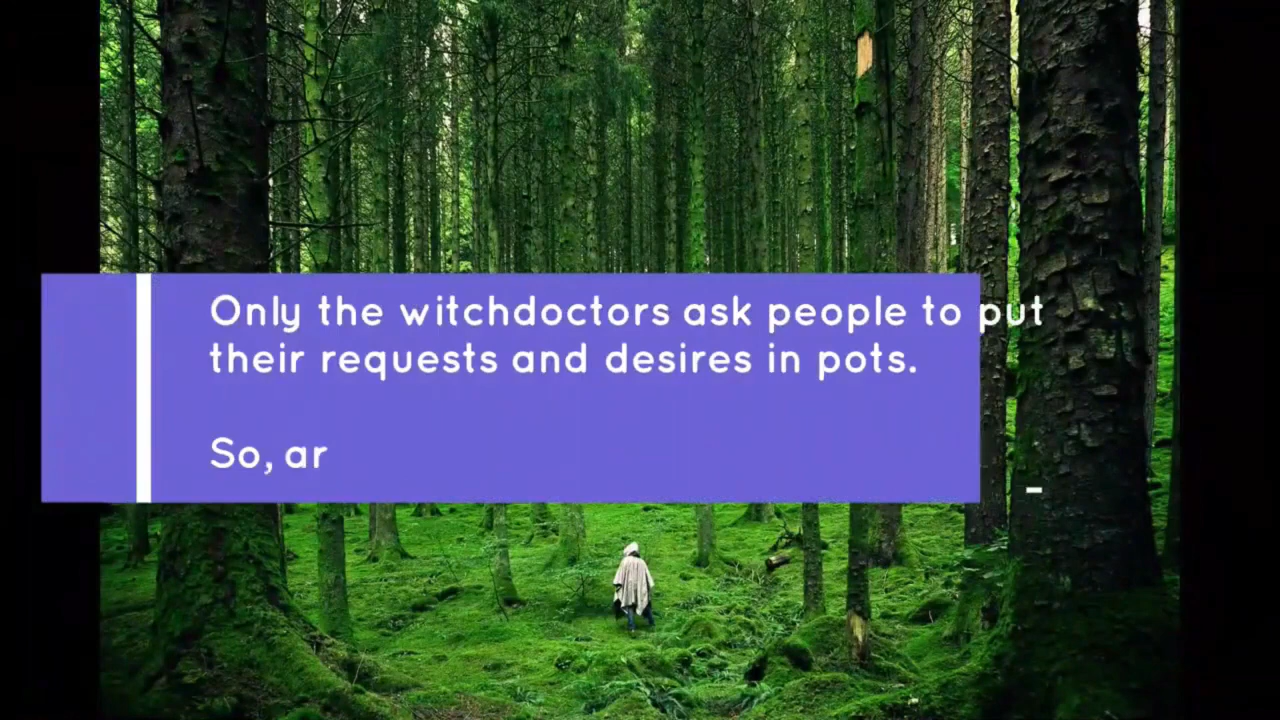 Only the witchdoctors ask people to put
their requests and desires in pots.
So, ar